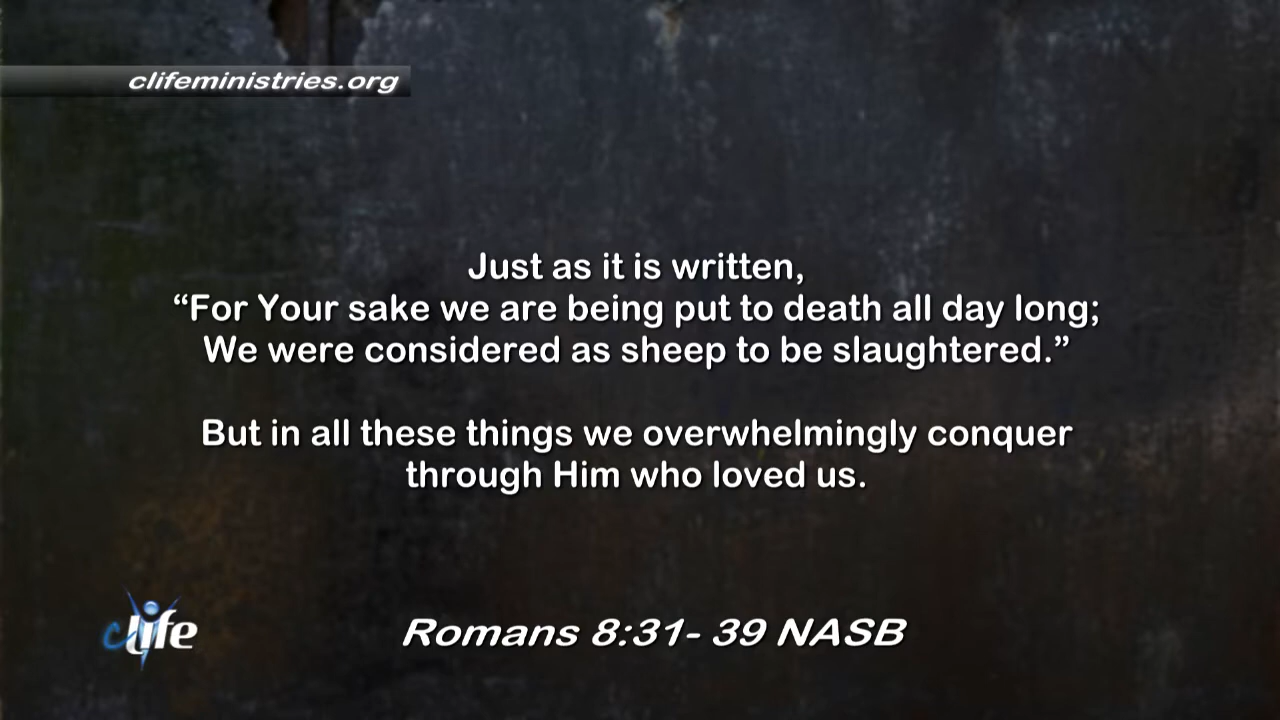 clifeministries.org
Just as it is written,
“For Your sake we are being put to death all day long;
We were considered as sheep to be slaughtered.”
But in all these things we overwhelmingly conquer
through Him who loved us.
clife
Romans 8:31- 39 NASB